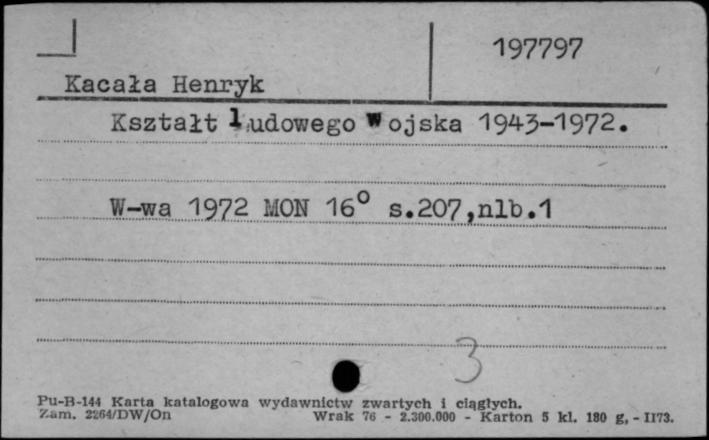 197797
Kacała Henryk
Kształt ludowego wojska 1943-1972.
W-wa 1972 MON 16° s.207,nlb.1
3
Pu-B-144 Karta katalogowa wydawnictw zwartych i ciągłych.
Zam. 2264/DW/On Wrak 76 - 2.300.000 - Karton 5 kl. 180 g, - II73.